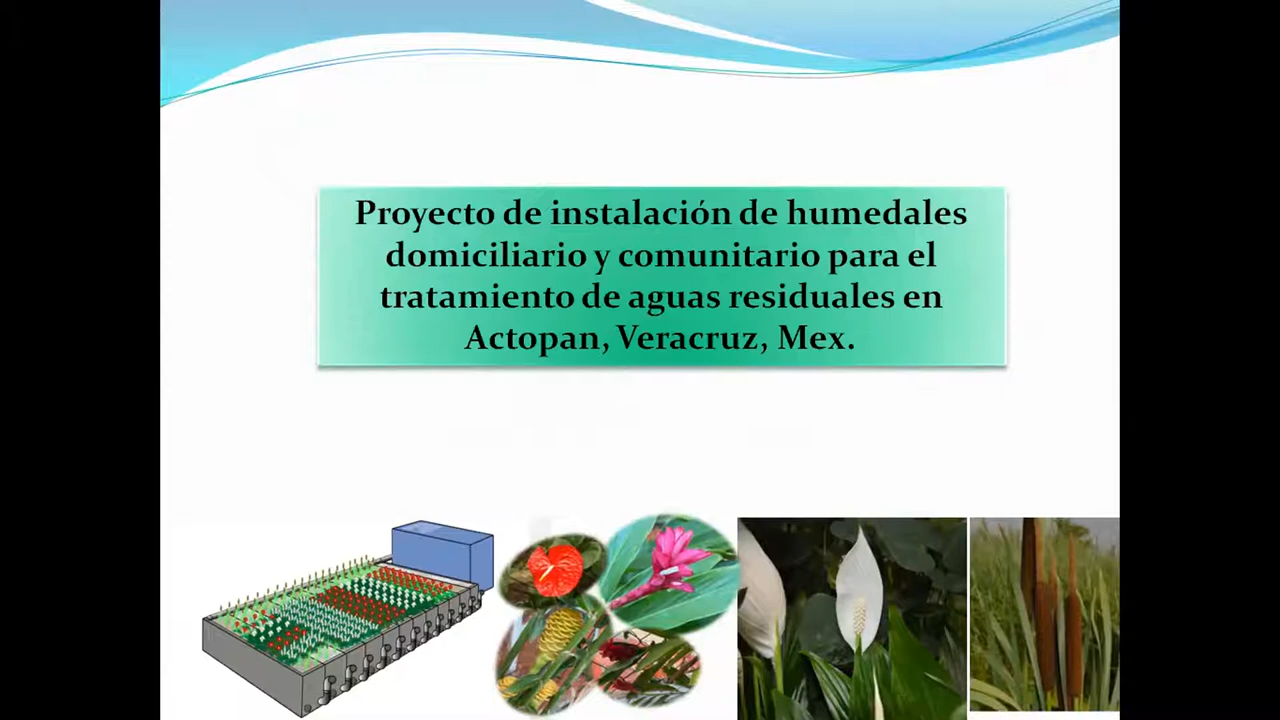 Proyecto de instalación de humedales
domiciliario y comunitario para el
tratamiento de aguas residuales en
Actopan, Veracruz, Mex.